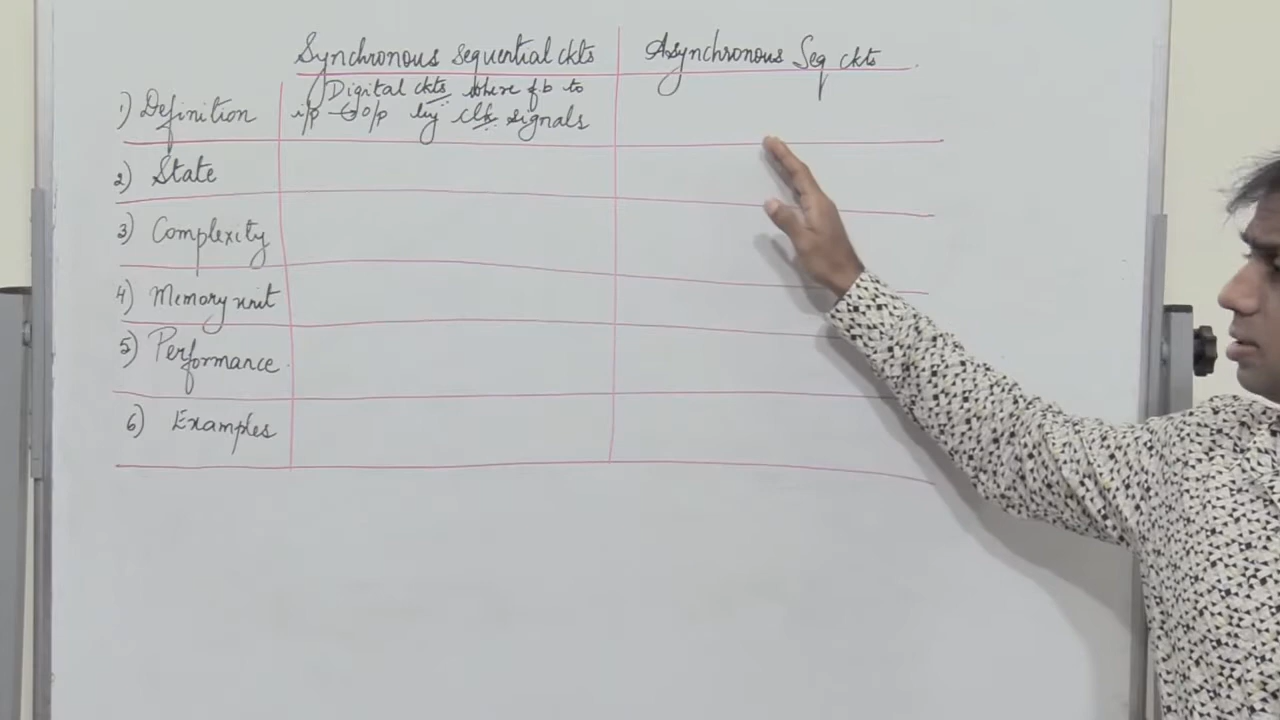 Synchronous sequential ckts
Asynchronous Seq ckts
1) Definition
Digital ckts where f b to
i/p → o/p by clk signals
2) State
3) Complexity
4) Memory unit
5) Performance
6) Examples